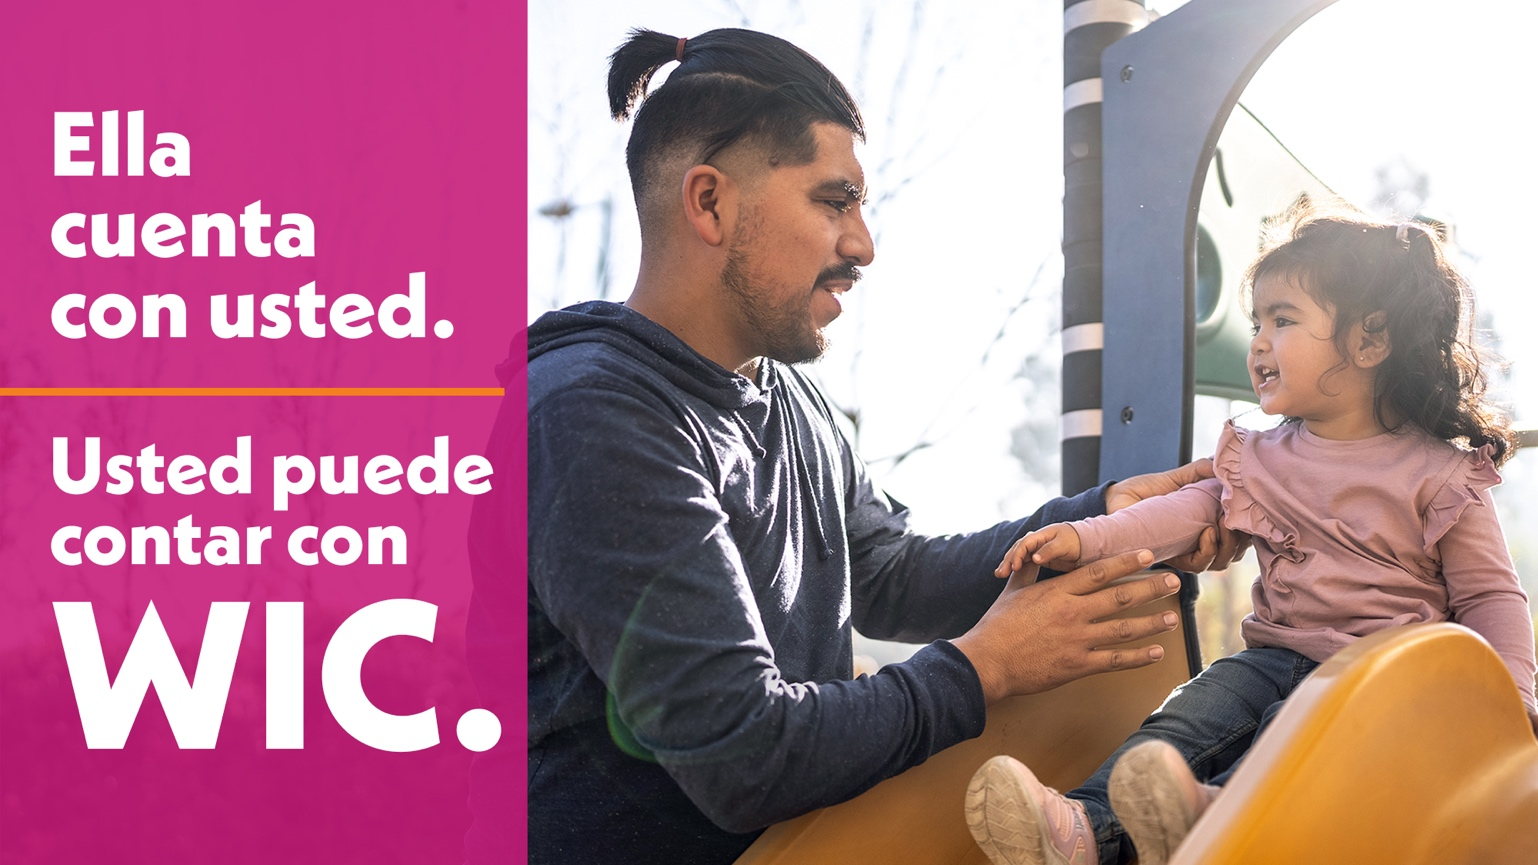 Ella
cuenta
con usted.
Usted puede
contar con
WIC.